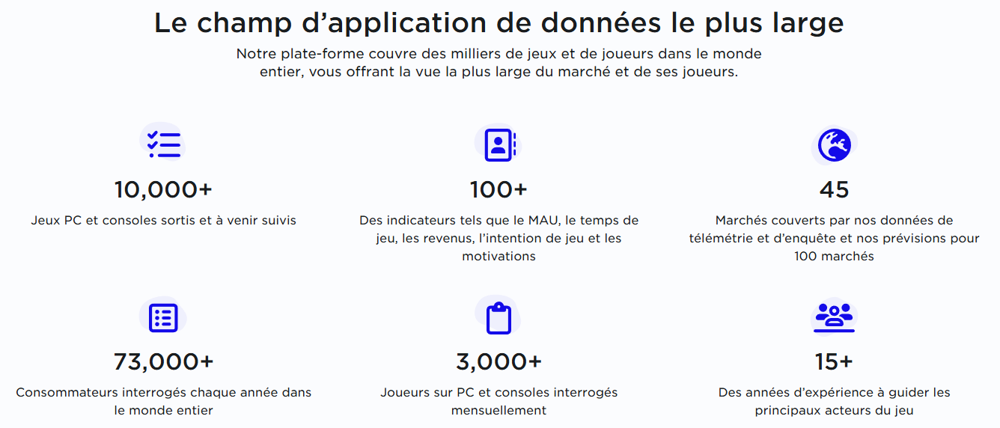 Le champ d’application de données le plus large
Notre plate-forme couvre des milliers de jeux et de joueurs dans le monde
entier, vous offrant la vue la plus large du marché et de ses joueurs.
10,000+
Jeux PC et consoles sortis et à venir suivis
100+
Des indicateurs tels que le MAU, le temps de
jeu, les revenus, l’intention de jeu et les
motivations
45
Marchés couverts par nos données de
télémétrie et d’enquête et nos prévisions pour
100 marchés
73,000+
Consommateurs interrogés chaque année dans
le monde entier
3,000+
Joueurs sur PC et consoles interrogés
mensuellement
15+
Des années d’expérience à guider les
principaux acteurs du jeu